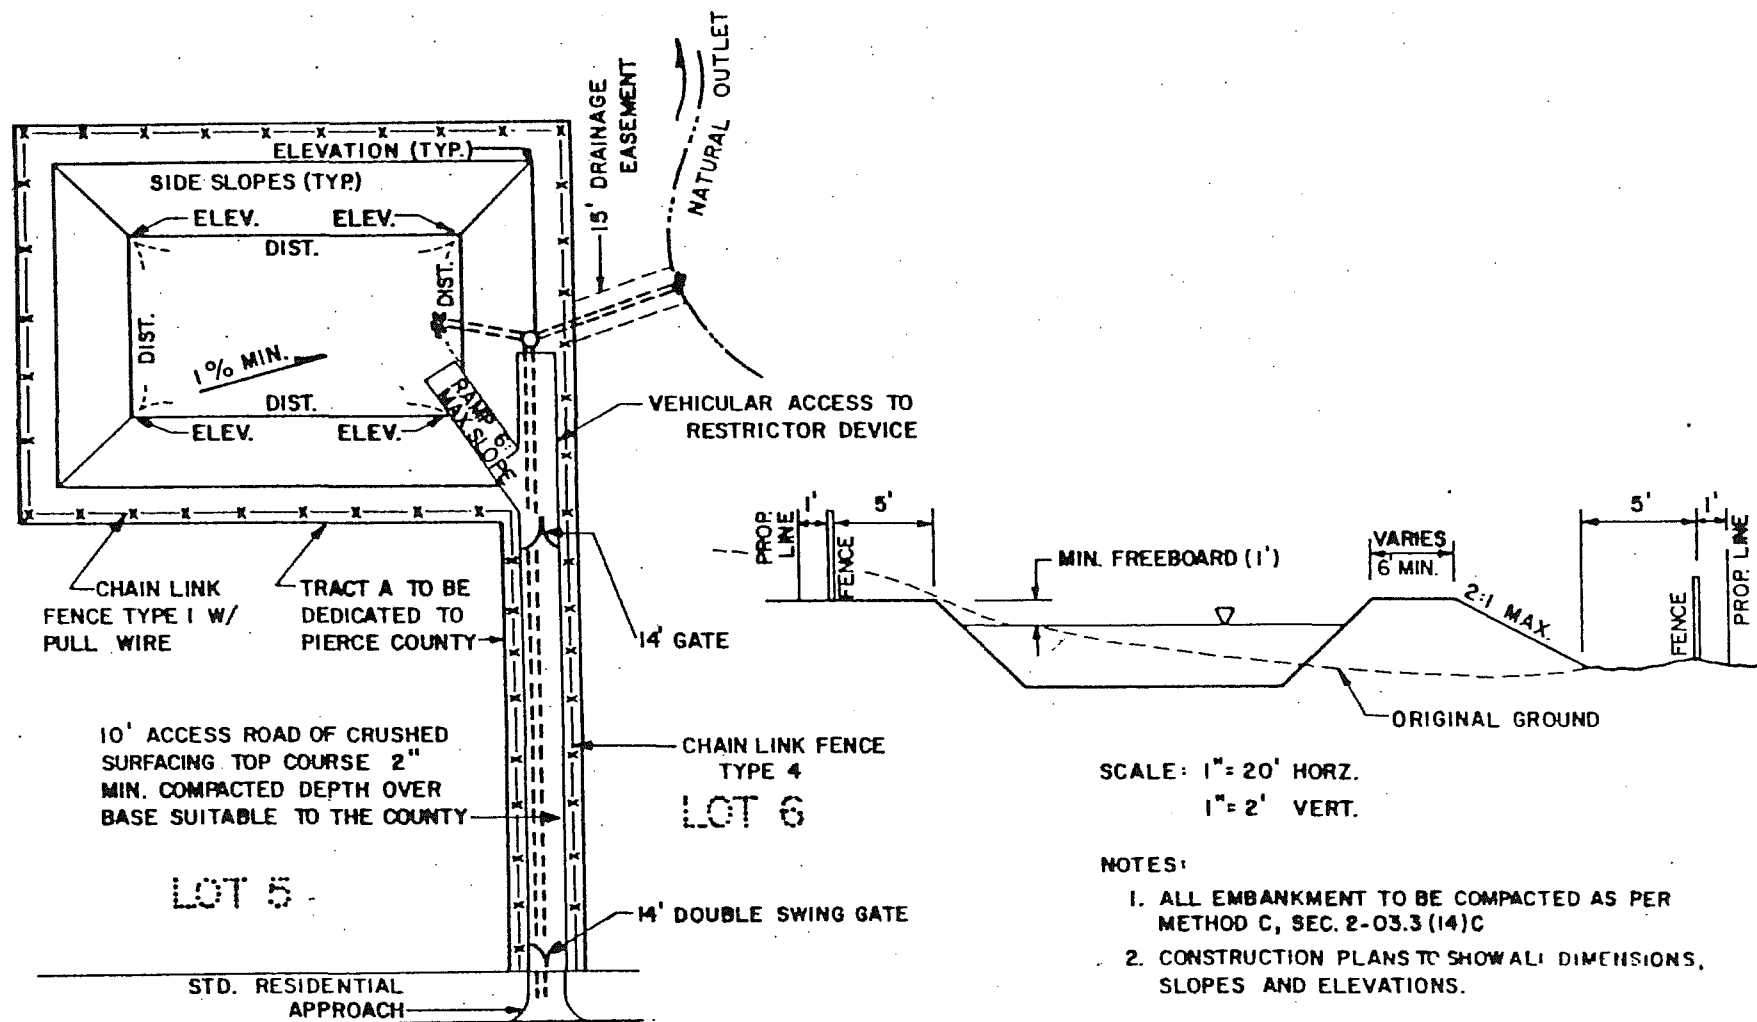 ELEVATION (TYP.)
SIDE SLOPES (TYP.)
ELEV.
ELEV.
DIST.
DIST.
DIST.
1% MIN.
DIST.
ELEV.
ELEV.
RAMP 6:
MAX. SLOPE
15' DRAINAGE
EASEMENT
NATURAL OUTLET
VEHICULAR ACCESS TO
RESTRICTOR DEVICE
CHAIN LINK
FENCE TYPE 1 W/
PULL WIRE
TRACT A TO BE
DEDICATED TO
PIERCE COUNTY
14' GATE
10' ACCESS ROAD OF CRUSHED
SURFACING TOP COURSE 2"
MIN. COMPACTED DEPTH OVER
BASE SUITABLE TO THE COUNTY
CHAIN LINK FENCE
TYPE 4
LOT 6
LOT 5
14' DOUBLE SWING GATE
STD. RESIDENTIAL
APPROACH
1'
5'
PROP.
LINE
FENCE
MIN. FREEBOARD (1')
VARIES
6' MIN.
2:1 MAX.
5'
1'
FENCE
PROP. LINE
ORIGINAL GROUND
SCALE: 1"= 20' HORZ.
1"= 2' VERT.
NOTES:
1. ALL EMBANKMENT TO BE COMPACTED AS PER
METHOD C, SEC. 2-03.3 (14)C
2. CONSTRUCTION PLANS TO SHOW ALL DIMENSIONS,
SLOPES AND ELEVATIONS.